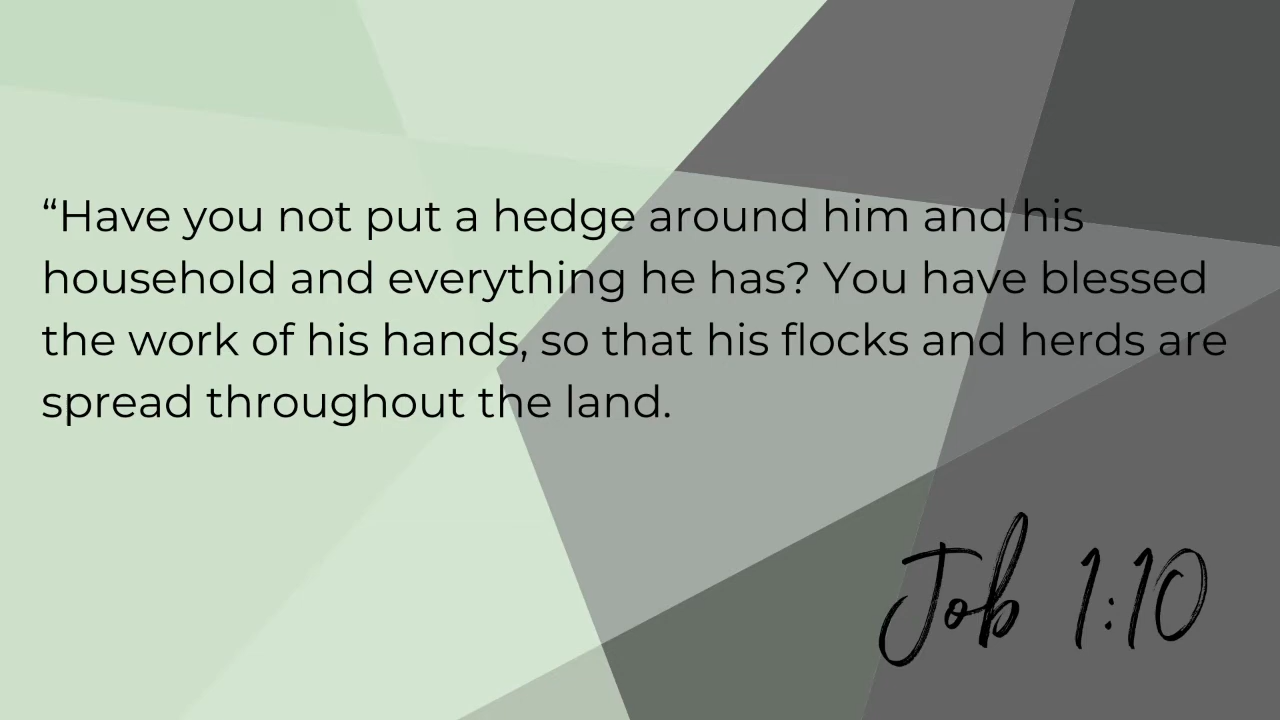 “Have you not put a hedge around him and his
household and everything he has? You have blessed
the work of his hands, so that his flocks and herds are
spread throughout the land.
Job 1:10